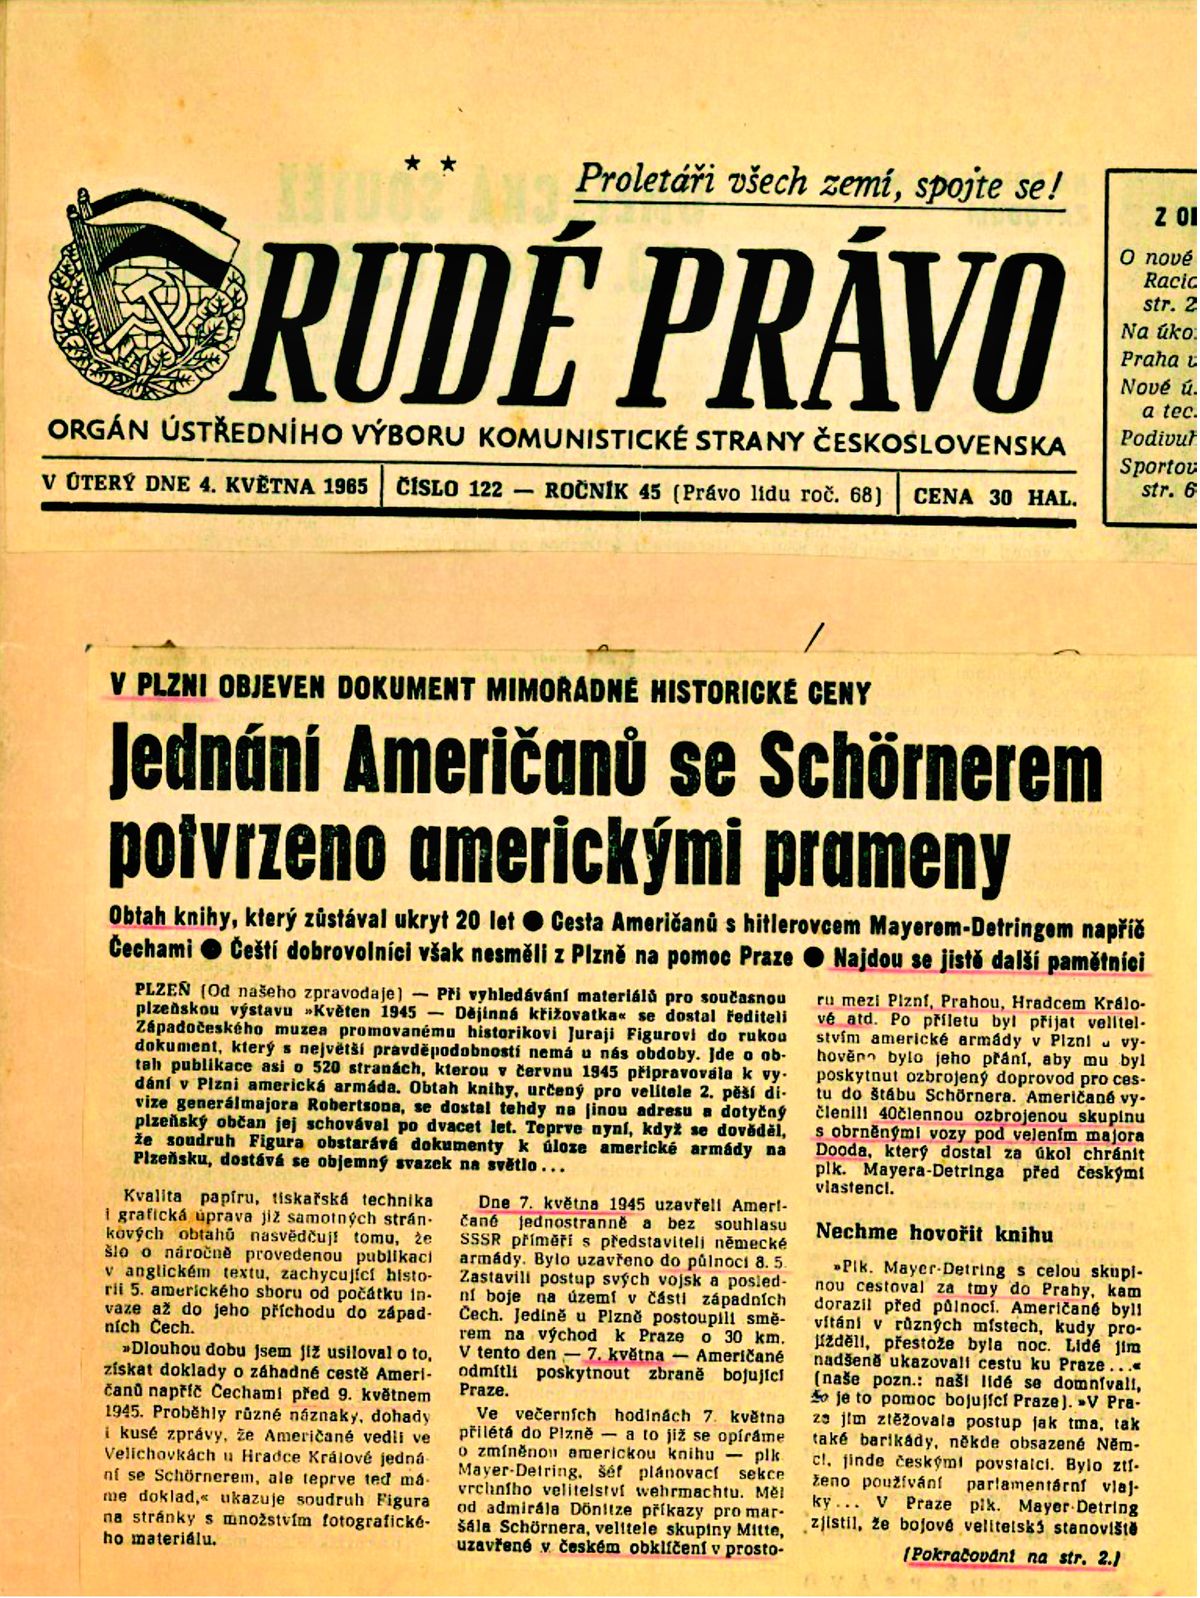 Proletáři všech zemí, spojte se!
RUDÉ PRÁVO
ORGÁN ÚSTŘEDNÍHO VÝBORU KOMUNISTICKÉ STRANY ČESKOSLOVENSKA
V ÚTERÝ DNE 4. KVĚTNA 1965
ČÍSLO 122 — ROČNÍK 45 (Právo lidu roč. 68)
CENA 30 HAL.
O nové
str. 2
Praha
Nové ú.
a tec.
str. 6
V PLZNI OBJEVEN DOKUMENT MIMOŘÁDNÉ HISTORICKÉ CENY
Jednání Američanů se Schörnerem
potvrzeno americkými prameny
Obtah knihy, který zůstával ukryt 20 let ● Cesta Američanů s hitlerovcem Mayerem-Detringem napříč
Čechami ● Čeští dobrovolníci však nesměli z Plzně na pomoc Praze ● Najdou se jistě další pamětníci
PLZEŇ (Od našeho zpravodaje) — Při vyhledávání materiálů pro současnou
plzeňskou výstavu »Květen 1945 — Dějinná křižovatka« se dostal řediteli
Západočeského muzea promovanému historikovi Juraji Figurovi do rukou
dokument, který s největší pravděpodobností nemá u nás obdoby. Jde o ob-
tah publikace asi o 520 stranách, kterou v červnu 1945 připravovala k vy-
dání v Plzni americká armáda. Obtah knihy, určený pro velitele 2. pěší di-
vize generálmajora Robertsona, se dostal tehdy na jinou adresu a dotyčný
plzeňský občan jej schovával po dvacet let. Teprve nyní, když se dověděl,
že soudruh Figura obstarává dokumenty k úloze americké armády na
Plzeňsku, dostává se objemný svazek na světlo...
Kvalita papíru, tiskařská technika
i grafická úprava již samotných strán-
kových obtahů nasvědčují tomu, že
šlo o náročně provedenou publikaci
v anglickém textu, zachycující histo-
rii 5. amerického sboru od počátku in-
vaze až do jeho příchodu do západ-
ních Čech.
»Dlouhou dobu jsem již usiloval o to,
získat doklady o záhadné cestě Ameri-
čanů napříč Čechami před 9. květnem
1945. Proběhly různé náznaky, dohady
i kusé zprávy, že Američané vedli ve
Velichovkách u Hradce Králové jedná-
ní se Schörnerem, ale teprve teď má-
me doklad,« ukazuje soudruh Figura
na stránky s množstvím fotografické-
ho materiálu.
Dne 7. května 1945 uzavřeli Ameri-
čané jednostranně a bez souhlasu
SSSR příměří s představiteli německé
armády. Bylo uzavřeno do půlnoci 8. 5.
Zastavili postup svých vojsk a posled-
ní boje na území v části západních
Čech. Jedině u Plzně postoupili smě-
rem na východ k Praze o 30 km.
V tento den — 7. května — Američané
odmítli poskytnout zbraně bojující
Praze.
Ve večerních hodinách 7. května
přilétá do Plzně — a to již se opíráme
o zmíněnou americkou knihu — plk.
Mayer-Detring, šéf plánovací sekce
vrchního velitelství wehrmachtu. Měl
od admirála Dönitze příkazy pro mar-
šála Schörnera, velitele skupiny Mitte,
uzavřené v českém obklíčení v prosto-
ru mezi Plzní, Prahou, Hradcem Králo-
vé atd. Po příletu byl přijat velitel-
stvím americké armády v Plzni a vy-
hověno bylo jeho přání, aby mu byl
poskytnut ozbrojený doprovod pro ces-
tu do štábu Schörnera. Američané vy-
členili 40člennou ozbrojenou skupinu
s obrněnými vozy pod velením majora
Dooda, který dostal za úkol chránit
plk. Mayera-Detringa před českými
vlastenci.
Nechme hovořit knihu
»Plk. Mayer-Detring s celou skupi-
nou cestoval za tmy do Prahy, kam
dorazil před půlnocí. Američané byli
vítáni v různých místech, kudy pro-
jížděli, přestože byla noc. Lidé jim
nadšeně ukazovali cestu ku Praze...«
(naše pozn.: naši lidé se domnívali,
že je to pomoc bojující Praze). »V Pra-
ze jim ztěžovala postup jak tma, tak
také barikády, někde obsazené Něm-
ci, jinde českými povstalci. Bylo ztí-
ženo používání parlamentární vlaj-
ky... V Praze plk. Mayer-Detring
zjistil, že bojové velitelská stanoviště
(Pokračování na str. 2.)